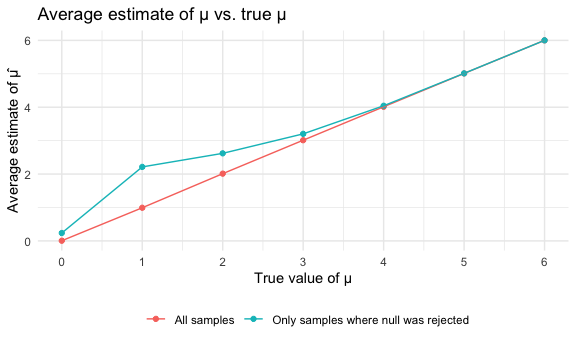 Average estimate of μ vs. true μ
Average estimate of μ̂
6
4
2
0
0 1 2 3 4 5 6
True value of μ
All samples Only samples where null was rejected